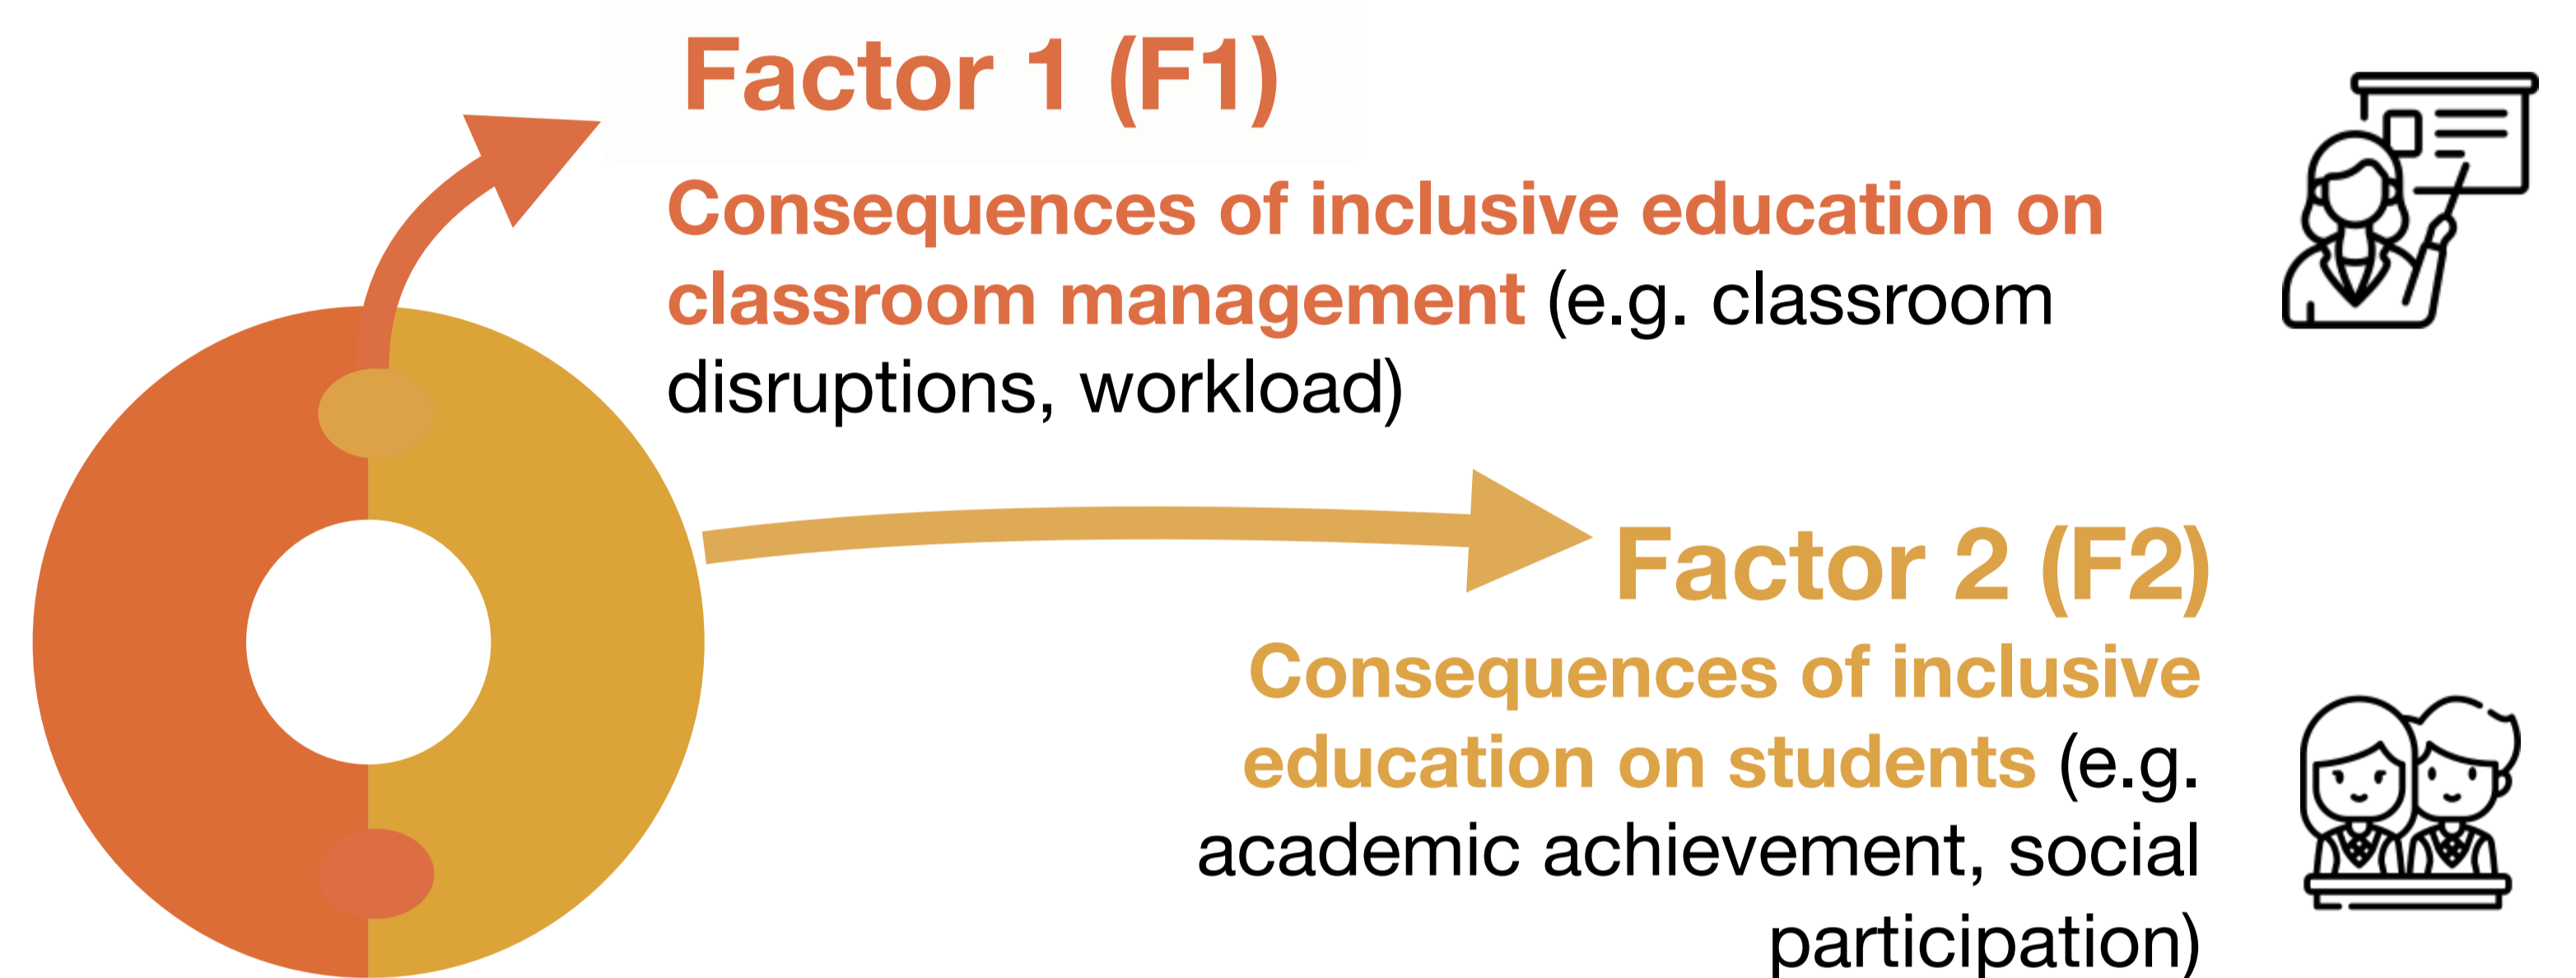 Factor 1 (F1)
Consequences of inclusive education on
classroom management (e.g. classroom
disruptions, workload)
Factor 2 (F2)
Consequences of inclusive
education on students (e.g.
academic achievement, social
participation)